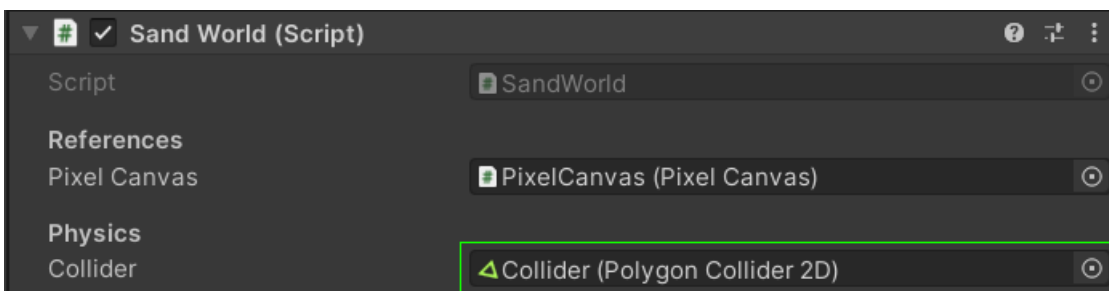 Sand World (Script)
Script SandWorld
References
Pixel Canvas PixelCanvas (Pixel Canvas)
Physics
Collider Collider (Polygon Collider 2D)